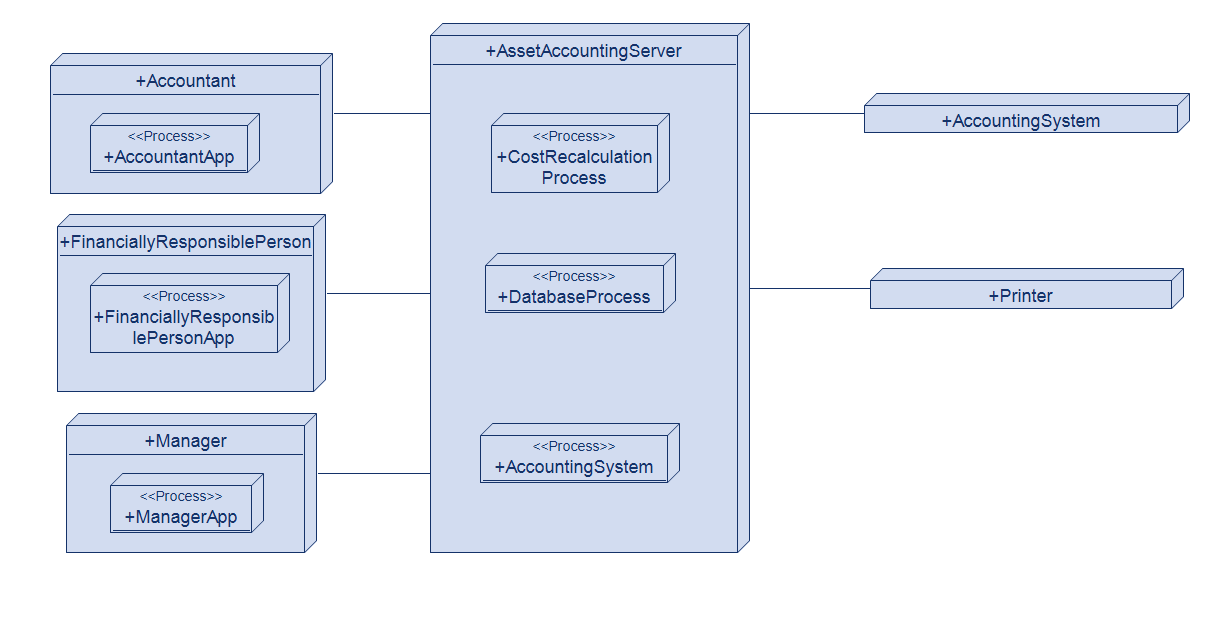 +Accountant
<<Process>>
+AccountantApp
+FinanciallyResponsiblePerson
<<Process>>
+FinanciallyResponsib
lePersonApp
+Manager
<<Process>>
+ManagerApp
+AssetAccountingServer
<<Process>>
+CostRecalculation
Process
<<Process>>
+DatabaseProcess
<<Process>>
+AccountingSystem
+AccountingSystem
+Printer